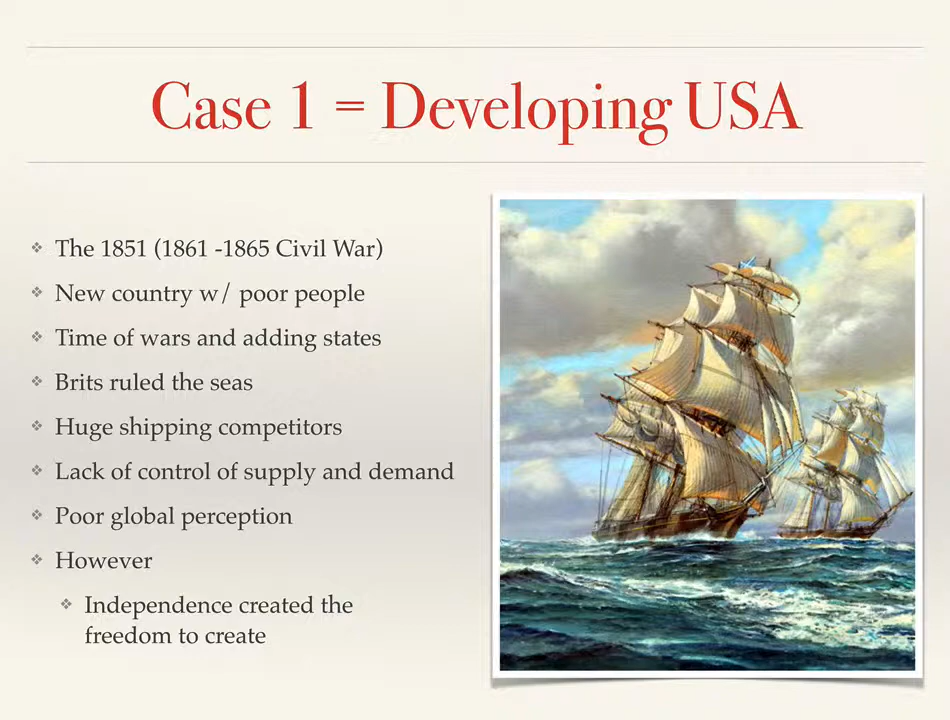 Case 1 = Developing USA
The 1851 (1861 -1865 Civil War)
New country w/ poor people
Time of wars and adding states
Brits ruled the seas
Huge shipping competitors
Lack of control of supply and demand
Poor global perception
However
Independence created the
freedom to create